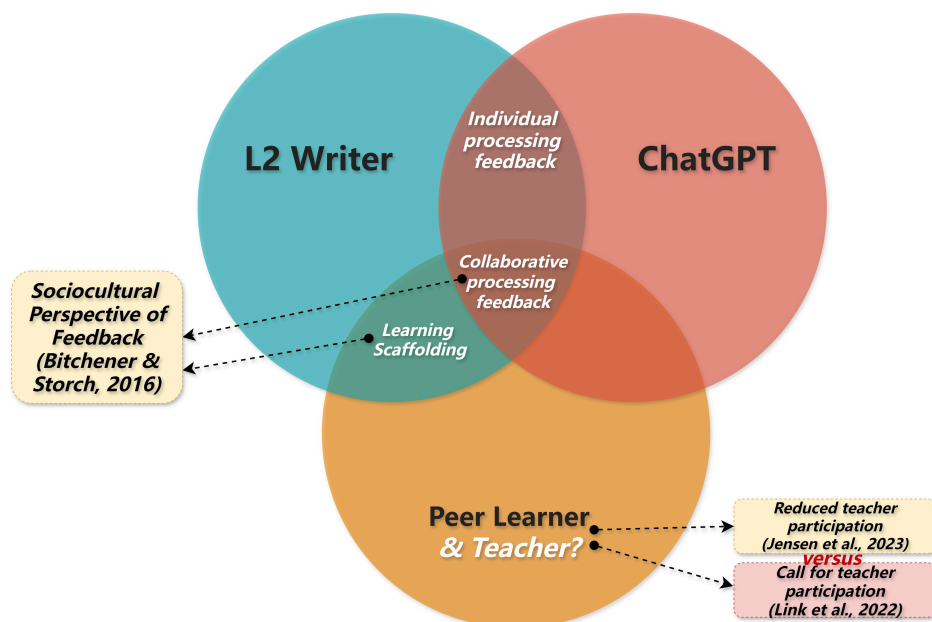 Individual
processing
feedback
L2 Writer
ChatGPT
Collaborative
processing
feedback
Sociocultural
Perspective of
Feedback
(Bitchener &
Storch, 2016)
Learning
Scaffolding
Peer Learner
& Teacher?
Reduced teacher
participation
(Jensen et al., 2023)
versus
Call for teacher
participation
(Link et al., 2022)